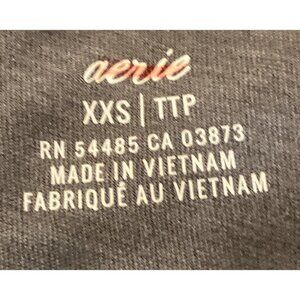 aerie
XXS | TTP
RN 54485 CA 03873
MADE IN VIETNAM
FABRIQUÉ AU VIETNAM